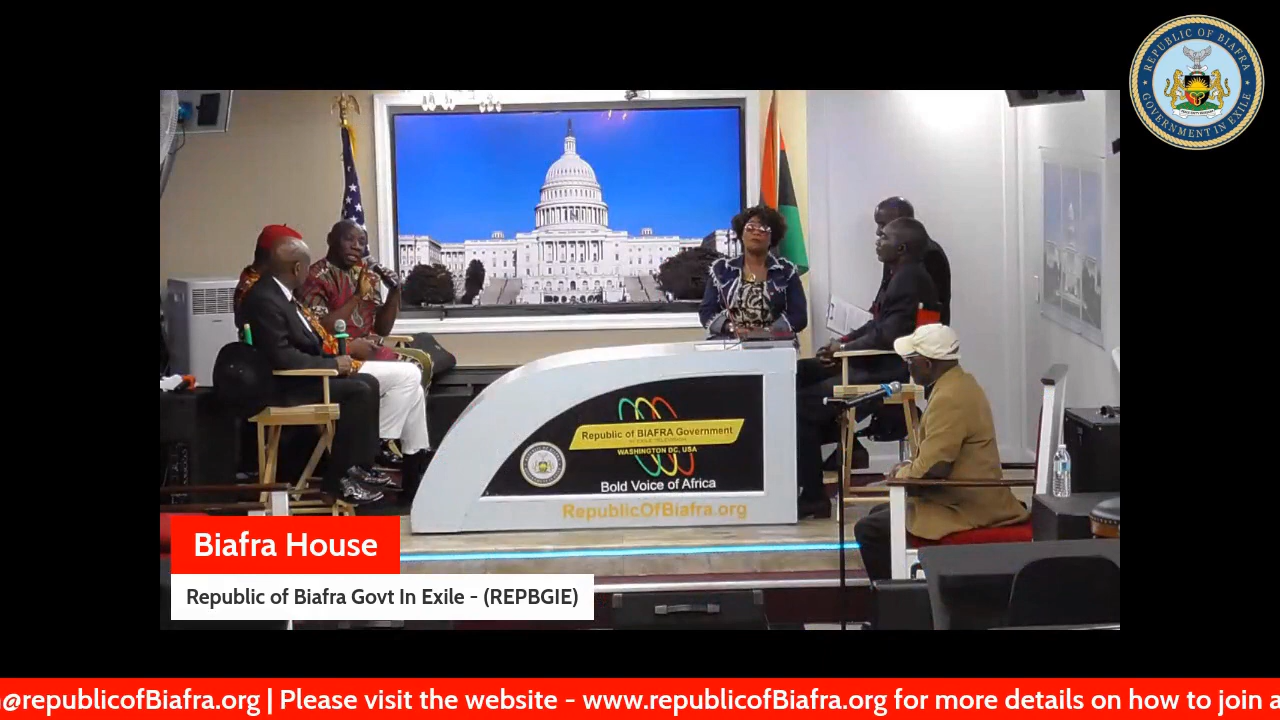 REPUBLIC OF BIAFRA
GOVERNMENT IN EXILE
Republic of BIAFRA Government
WASHINGTON DC, USA
Bold Voice of Africa
RepublicOfBiafra.org
Biafra House
Republic of Biafra Govt In Exile - (REPBGIE)
@republicofBiafra.org | Please visit the website - www.republicofBiafra.org for more details on how to join